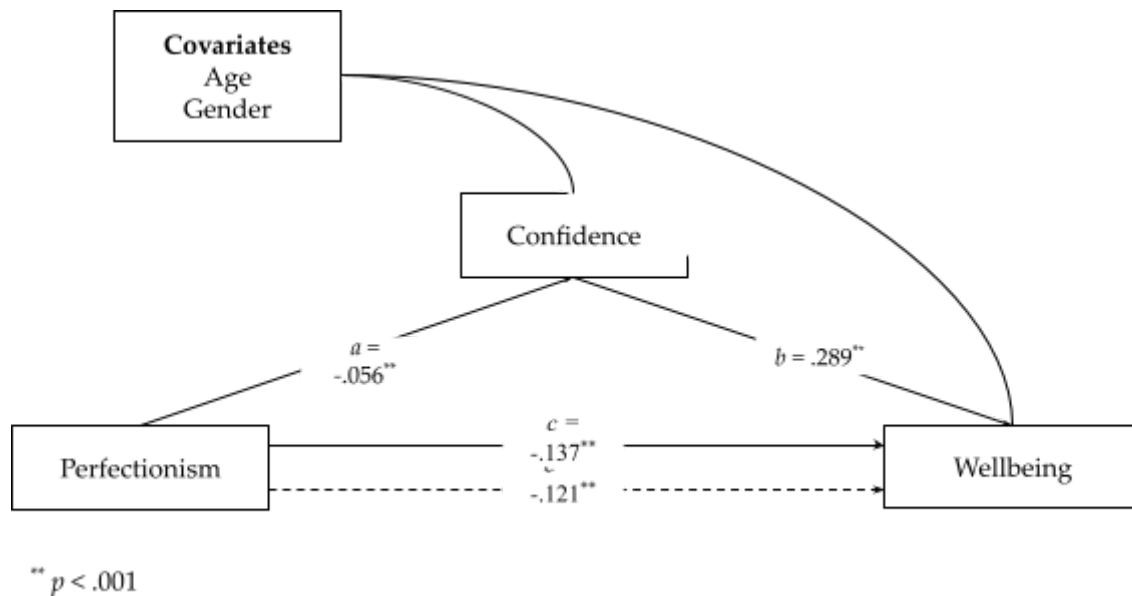 Covariates
Age
Gender
Confidence
a =
-.056**
b = .289**
c =
-.137**
-.121**
Perfectionism
Wellbeing
** p < .001